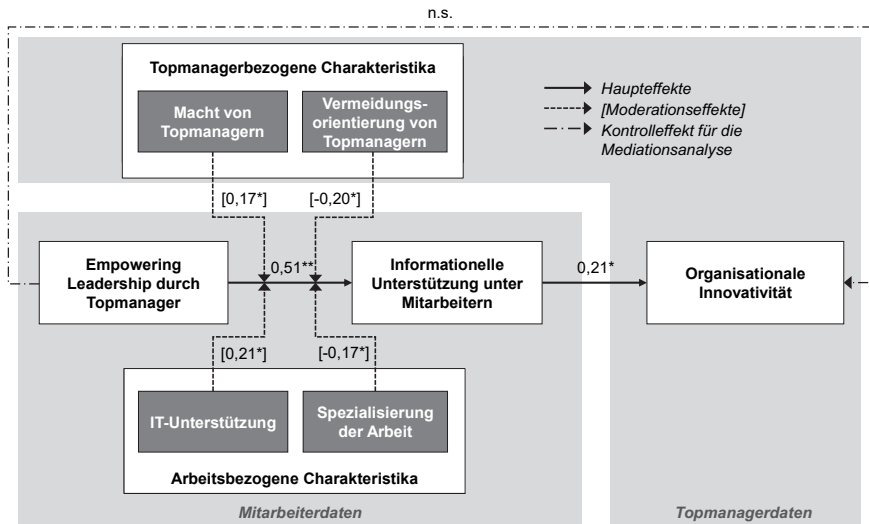 n.s.
Topmanagerbezogene Charakteristika
Macht von
Topmanagern
Vermeidungs-
orientierung von
Topmanagern
Haupteffekte
[Moderationseffekte]
Kontrolleffekt für die
Mediationsanalyse
[0,17*]
[-0,20*]
Empowering
Leadership durch
Topmanager
0,51**
Informationelle
Unterstützung unter
Mitarbeitern
0,21*
Organisationale
Innovativität
[0,21*]
[-0,17*]
IT-Unterstützung
Spezialisierung
der Arbeit
Arbeitsbezogene Charakteristika
Mitarbeiterdaten
Topmanagerdaten